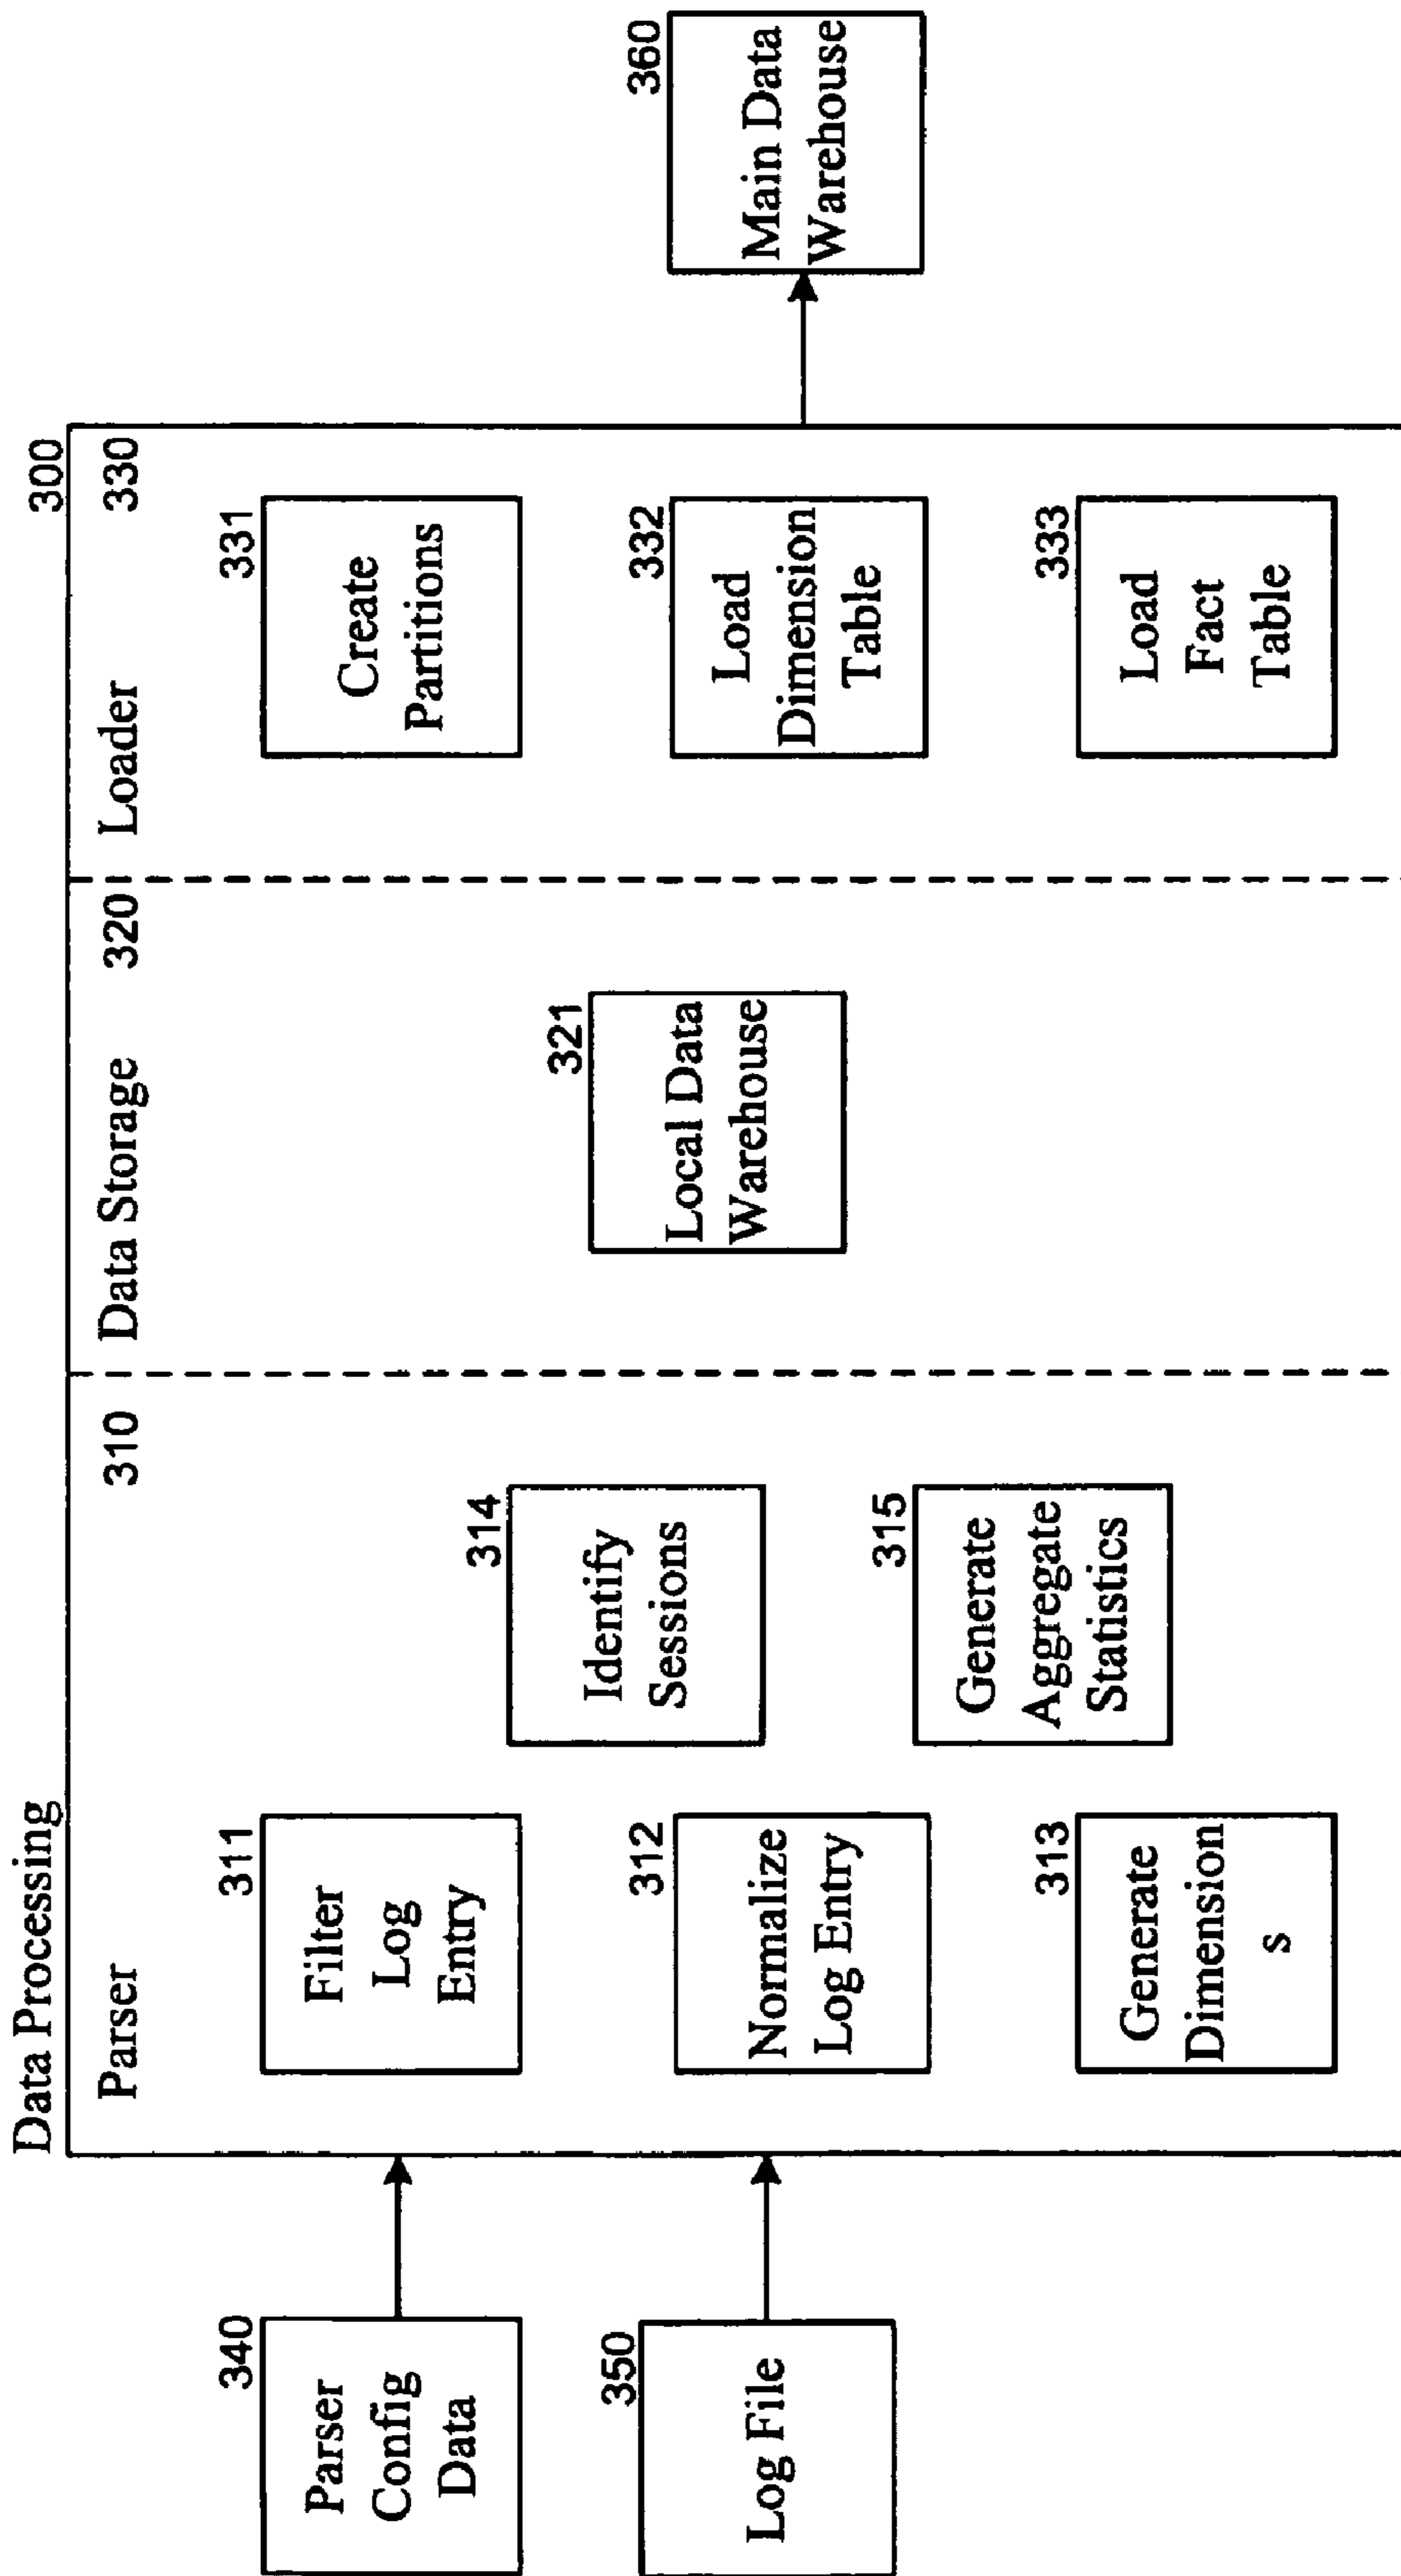 Data Processing
300
Parser
310
Data Storage
320
Loader
330
340
Parser
Config
Data
350
Log File
311
Filter
Log
Entry
312
Normalize
Log Entry
313
Generate
Dimension
s
314
Identify
Sessions
315
Generate
Aggregate
Statistics
321
Local Data
Warehouse
331
Create
Partitions
332
Load
Dimension
Table
333
Load
Fact
Table
360
Main Data
Warehouse